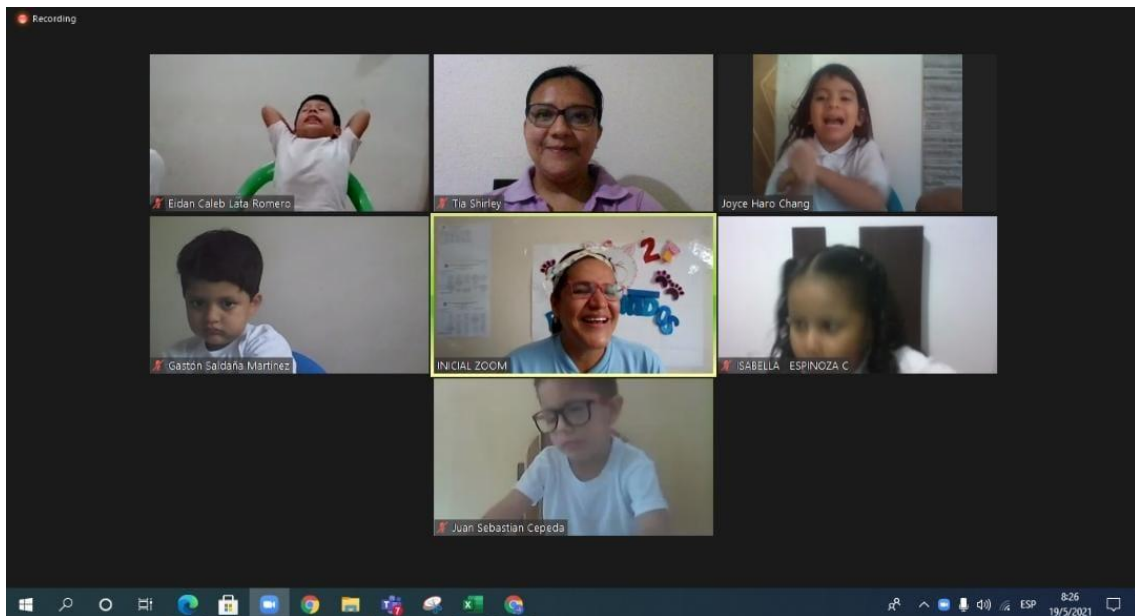 Recording
Eidan Caleb Lata Romero
Tia Shirley
Joyce Haro Chang
Gastón Saldaña Martinez
2
INICIAL ZOOM
ISABELLA ESPINOZA C
Juan Sebastian Cepeda
ESP
8:26
19/5/2021